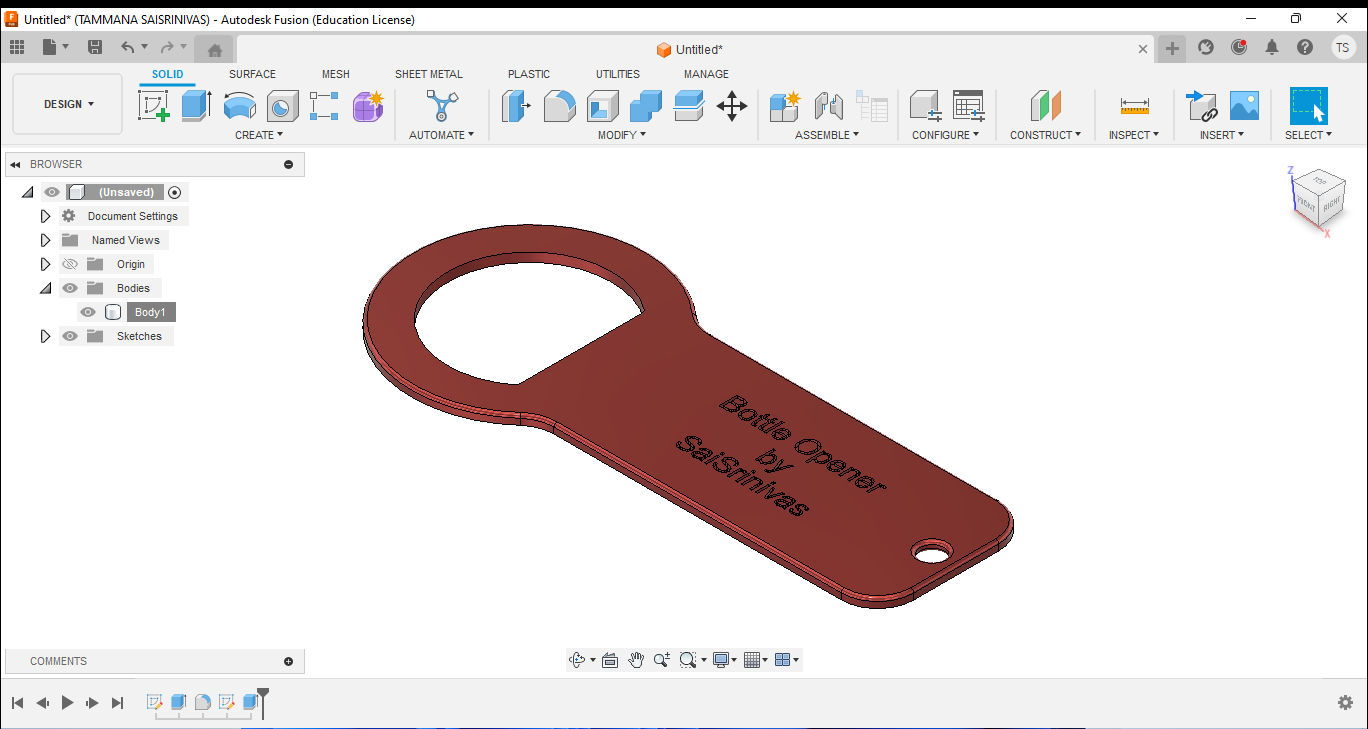 Untitled* (TAMMANA SAISRINIVAS) - Autodesk Fusion (Education License)
Untitled*
TS
SOLID SURFACE MESH SHEET METAL PLASTIC UTILITIES MANAGE
DESIGN
CREATE AUTOMATE MODIFY ASSEMBLE CONFIGURE CONSTRUCT INSPECT INSERT SELECT
BROWSER
(Unsaved)
Document Settings
Named Views
Origin
Bodies
Body1
Sketches
Z
TOP
FRONT RIGHT
X
Bottle Opener
by
SaiSrinivas
COMMENTS